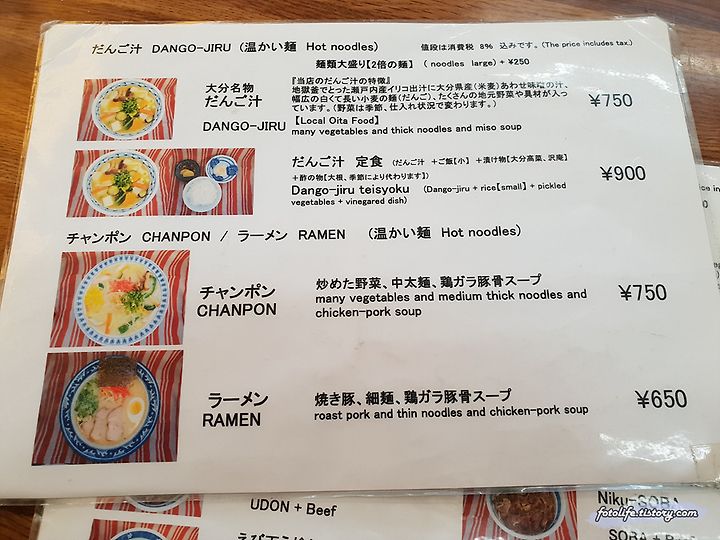 だんご汁 DANGO-JIRU (温かい麺 Hot noodles)
値段は消費税 8% 込みです。(The price includes tax.)
麺類大盛り【2倍の麺】 ( noodles large) + ¥250
大分名物
だんご汁
DANGO-JIRU
『当店のだんご汁の特徴』
地獄釜でとった瀬戸内産イリコ出汁に大分県産(米麦)あわせ味噌の汁、
幅広の白くて長い小麦の麺(だんご)、たくさんの地元野菜や具材が入っ
ています。(野菜は季節、仕入れ状況で変わります。)
【Local Oita Food】
many vegetables and thick noodles and miso soup
¥750
だんご汁 定食 (だんご汁 +ご飯【小】 +漬け物【大分高菜、沢庵】
+酢の物【大根、季節により代わります】)
Dango-jiru teisyoku (Dango-jiru + rice【small】 + pickled
vegetables + vinegared dish)
¥900
チャンポン CHANPON / ラーメン RAMEN (温かい麺 Hot noodles)
チャンポン
CHANPON
炒めた野菜、中太麺、鶏ガラ豚骨スープ
many vegetables and medium thick noodles and
chicken-pork soup
¥750
ラーメン
RAMEN
焼き豚、細麺、鶏ガラ豚骨スープ
roast pork and thin noodles and chicken-pork soup
¥650
UDON + Beef
Niku-SOBA
SOBA + Beef
fotolife.tistory.com